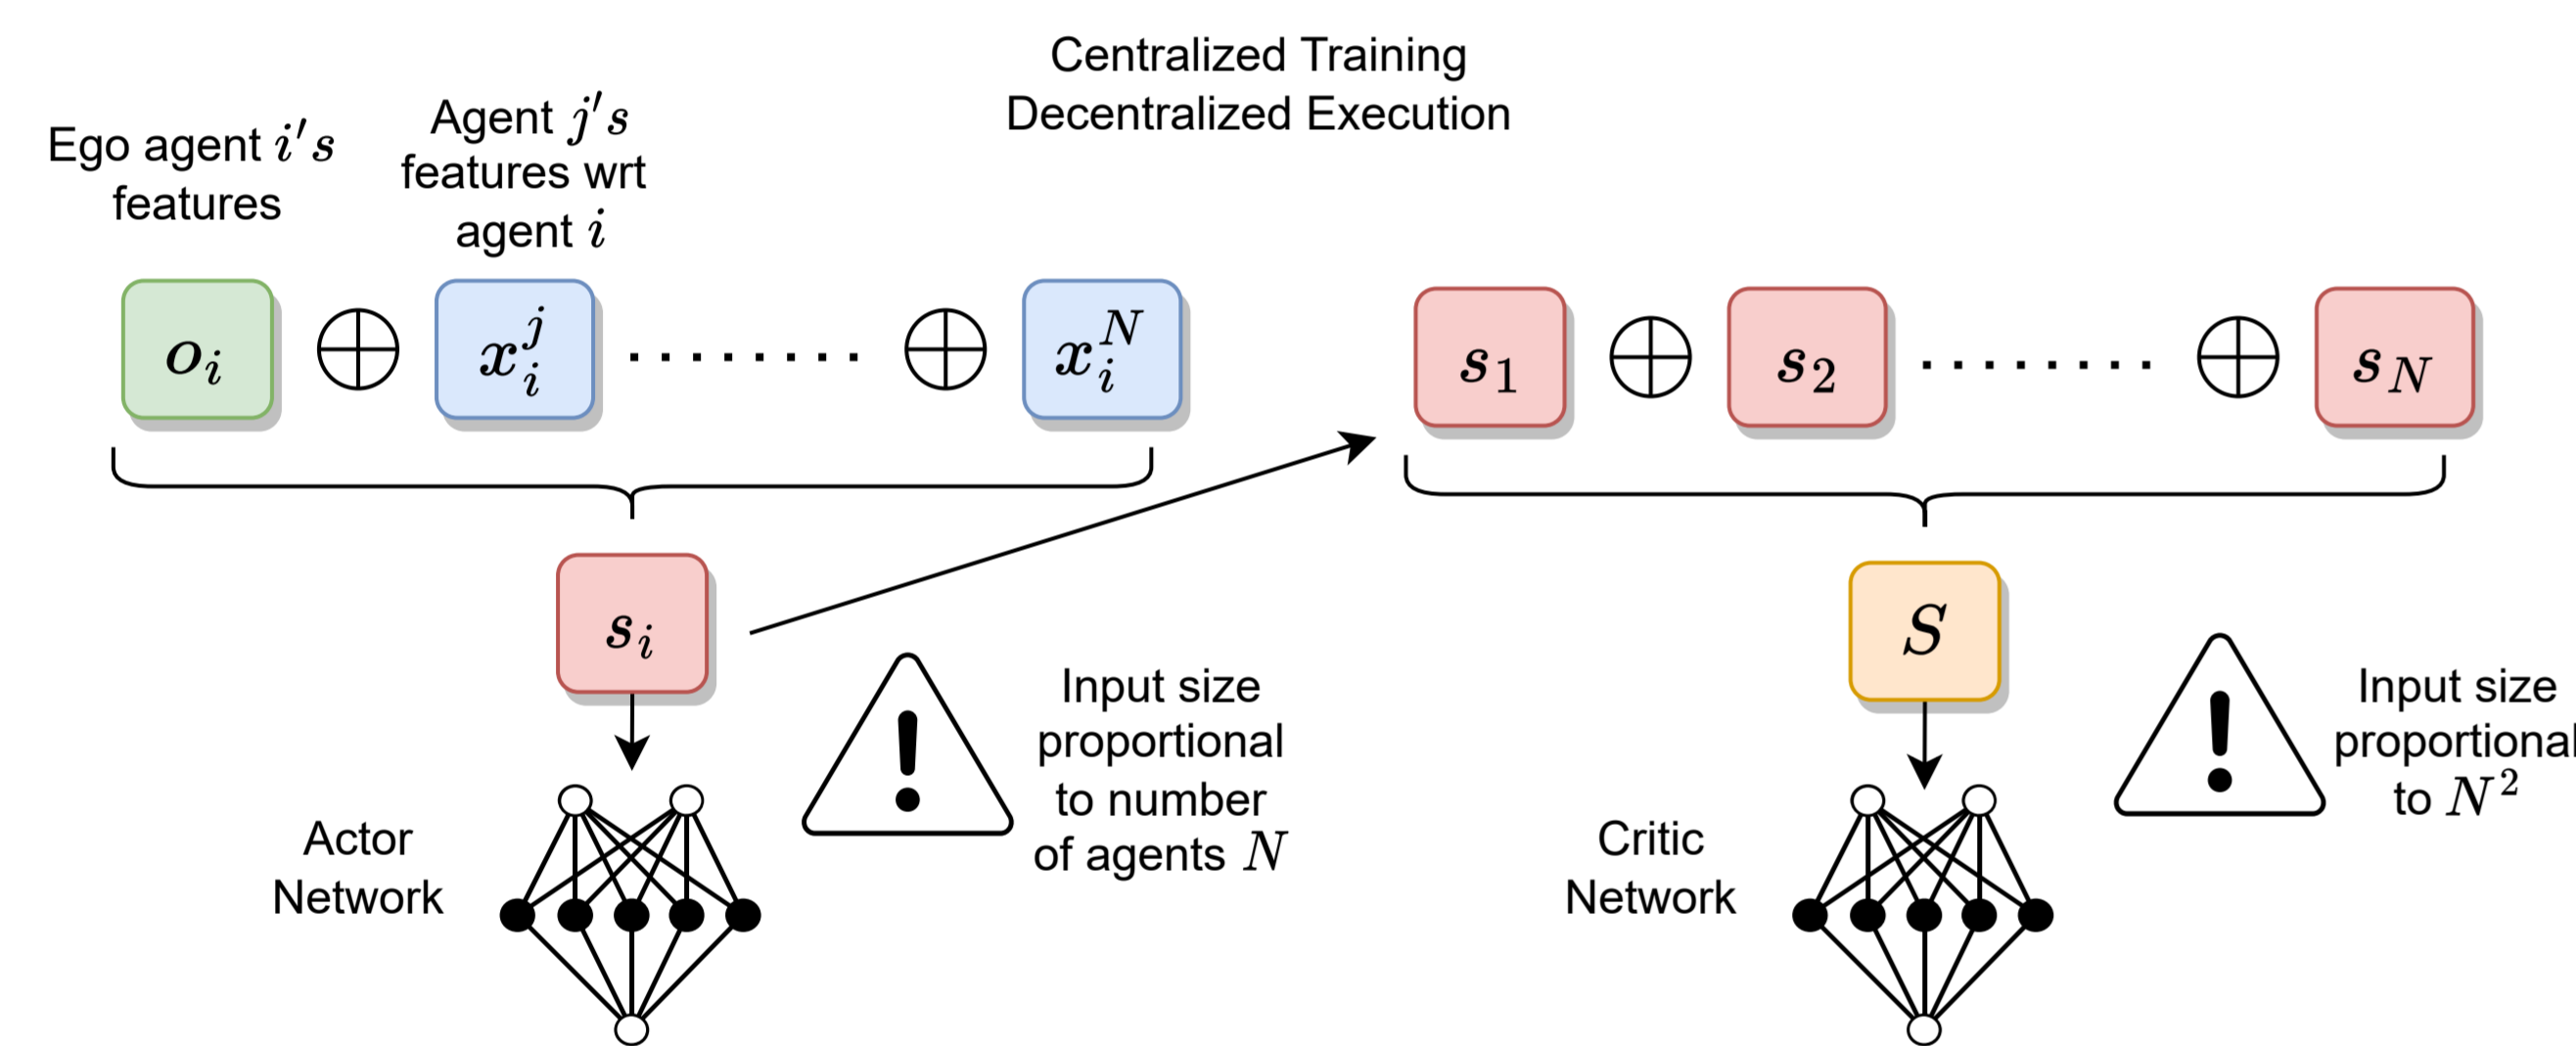 Centralized Training
Decentralized Execution
Ego agent i's
features
Agent j's
features wrt
agent i
o_i ⊕ x_i^j ........ ⊕ x_i^N
s_1 ⊕ s_2 ........ ⊕ s_N
s_i
S
Input size
proportional
to number
of agents N
Input size
proportional
to N^2
Actor
Network
Critic
Network